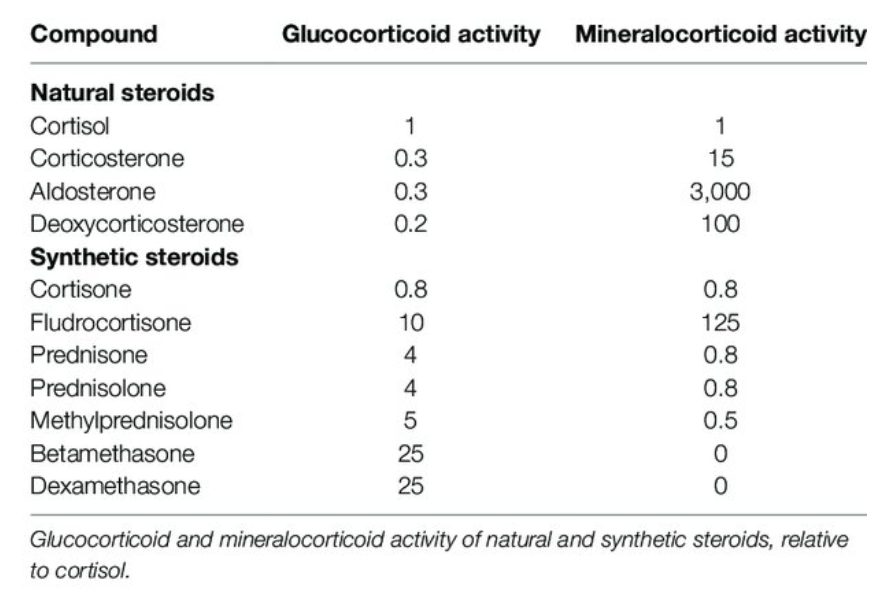 Compound Glucocorticoid activity Mineralocorticoid activity
Natural steroids
Cortisol 1 1
Corticosterone 0.3 15
Aldosterone 0.3 3,000
Deoxycorticosterone 0.2 100
Synthetic steroids
Cortisone 0.8 0.8
Fludrocortisone 10 125
Prednisone 4 0.8
Prednisolone 4 0.8
Methylprednisolone 5 0.5
Betamethasone 25 0
Dexamethasone 25 0
Glucocorticoid and mineralocorticoid activity of natural and synthetic steroids, relative
to cortisol.